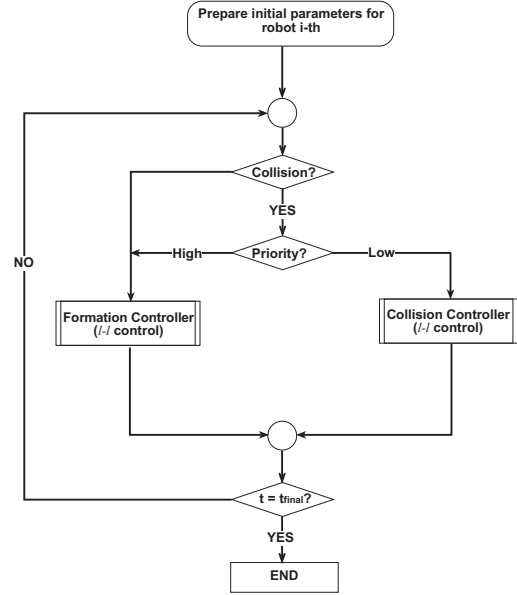 Prepare initial parameters for
robot i-th
Collision?
YES
High
Priority?
Low
NO
Formation Controller
(l-l control)
Collision Controller
(l-l control)
t = tfinal?
YES
END